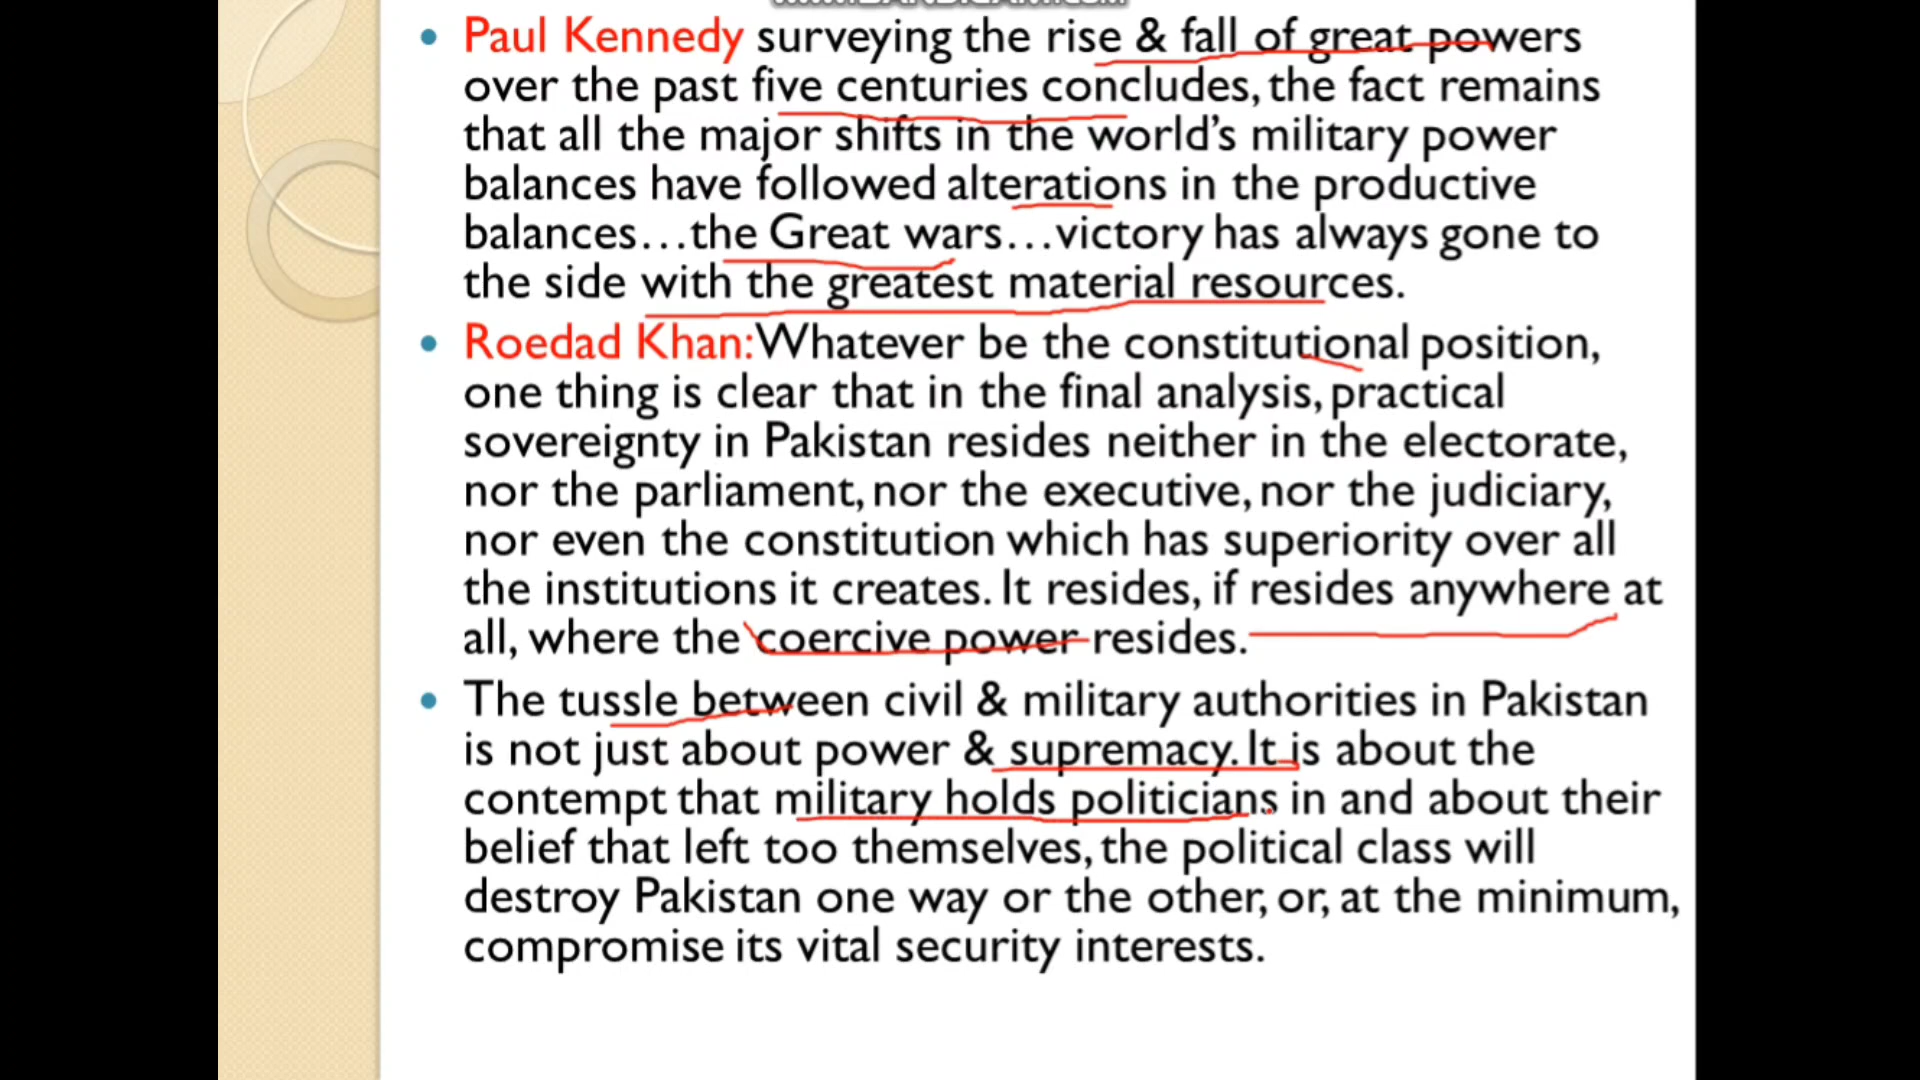 • Paul Kennedy surveying the rise & fall of great powers
over the past five centuries concludes, the fact remains
that all the major shifts in the world's military power
balances have followed alterations in the productive
balances...the Great wars...victory has always gone to
the side with the greatest material resources.
• Roedad Khan: Whatever be the constitutional position,
one thing is clear that in the final analysis, practical
sovereignty in Pakistan resides neither in the electorate,
nor the parliament, nor the executive, nor the judiciary,
nor even the constitution which has superiority over all
the institutions it creates. It resides, if resides anywhere at
all, where the coercive power resides.
• The tussle between civil & military authorities in Pakistan
is not just about power & supremacy. It is about the
contempt that military holds politicians in and about their
belief that left too themselves, the political class will
destroy Pakistan one way or the other, or, at the minimum,
compromise its vital security interests.